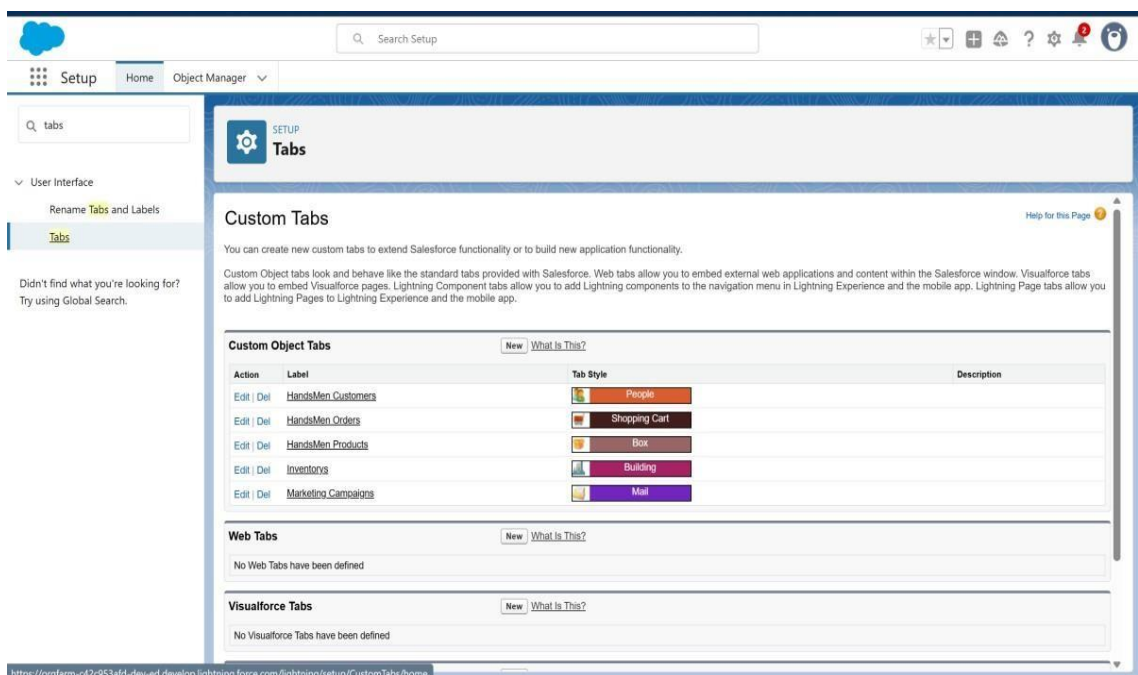 Search Setup
2
Setup
Home
Object Manager
tabs
User Interface
Rename Tabs and Labels
Tabs
Didn't find what you're looking for?
Try using Global Search.
SETUP
Tabs
Custom Tabs
Help for this Page
You can create new custom tabs to extend Salesforce functionality or to build new application functionality.
Custom Object tabs look and behave like the standard tabs provided with Salesforce. Web tabs allow you to embed external web applications and content within the Salesforce window. Visualforce tabs
allow you to embed Visualforce pages. Lightning Component tabs allow you to add Lightning components to the navigation menu in Lightning Experience and the mobile app. Lightning Page tabs allow you
to add Lightning Pages to Lightning Experience and the mobile app.
Custom Object Tabs New What Is This?
Action Label Tab Style Description
Edit | Del HandsMen Customers People
Edit | Del HandsMen Orders Shopping Cart
Edit | Del HandsMen Products Box
Edit | Del Inventorys Building
Edit | Del Marketing Campaigns Mail
Web Tabs New What Is This?
No Web Tabs have been defined
Visualforce Tabs New What Is This?
No Visualforce Tabs have been defined